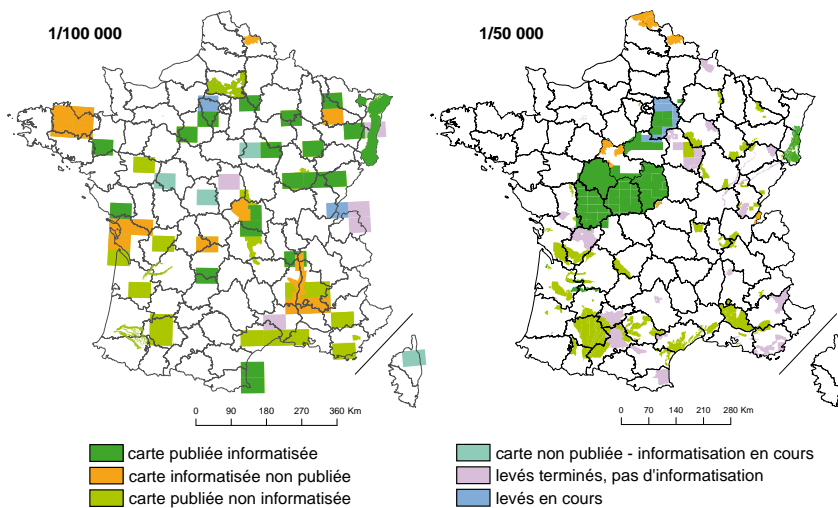 1/100 000
1/50 000
0 90 180 270 360 Km
0 70 140 210 280 Km
carte publiée informatisée
carte informatisée non publiée
carte publiée non informatisée
carte non publiée - informatisation en cours
levés terminés, pas d'informatisation
levés en cours